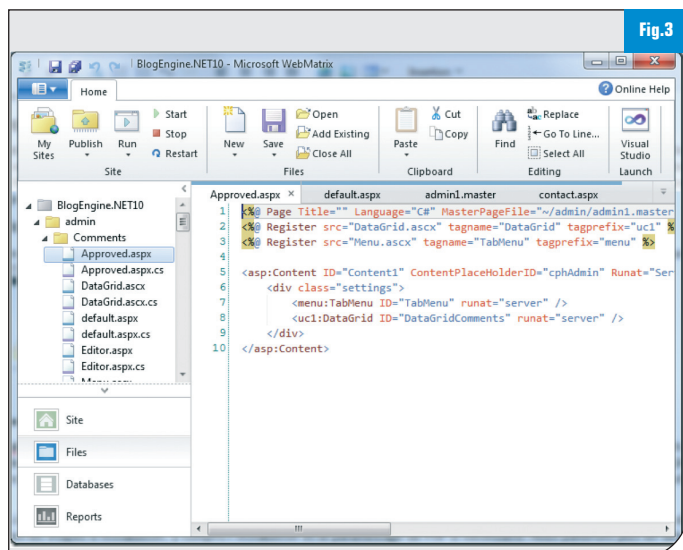 Fig.3
BlogEngine.NET10 - Microsoft WebMatrix
Home
Online Help
My Sites
Publish
Run
Start
Stop
Restart
Site
New
Save
Open
Add Existing
Close All
Files
Paste
Cut
Copy
Clipboard
Find
Replace
Go To Line...
Select All
Editing
Visual Studio
Launch
BlogEngine.NET10
admin
Comments
Approved.aspx
Approved.aspx.cs
DataGrid.ascx
DataGrid.ascx.cs
default.aspx
default.aspx.cs
Editor.aspx
Editor.aspx.cs
Site
Files
Databases
Reports
Approved.aspx × default.aspx admin1.master contact.aspx
1 <%@ Page Title="" Language="C#" MasterPageFile="~/admin/admin1.master
2 <%@ Register src="DataGrid.ascx" tagname="DataGrid" tagprefix="uc1" %
3 <%@ Register src="Menu.ascx" tagname="TabMenu" tagprefix="menu" %>
4
5 <asp:Content ID="Content1" ContentPlaceHolderID="cphAdmin" Runat="Ser
6 <div class="settings">
7 <menu:TabMenu ID="TabMenu" runat="server" />
8 <uc1:DataGrid ID="DataGridComments" runat="server" />
9 </div>
10 </asp:Content>